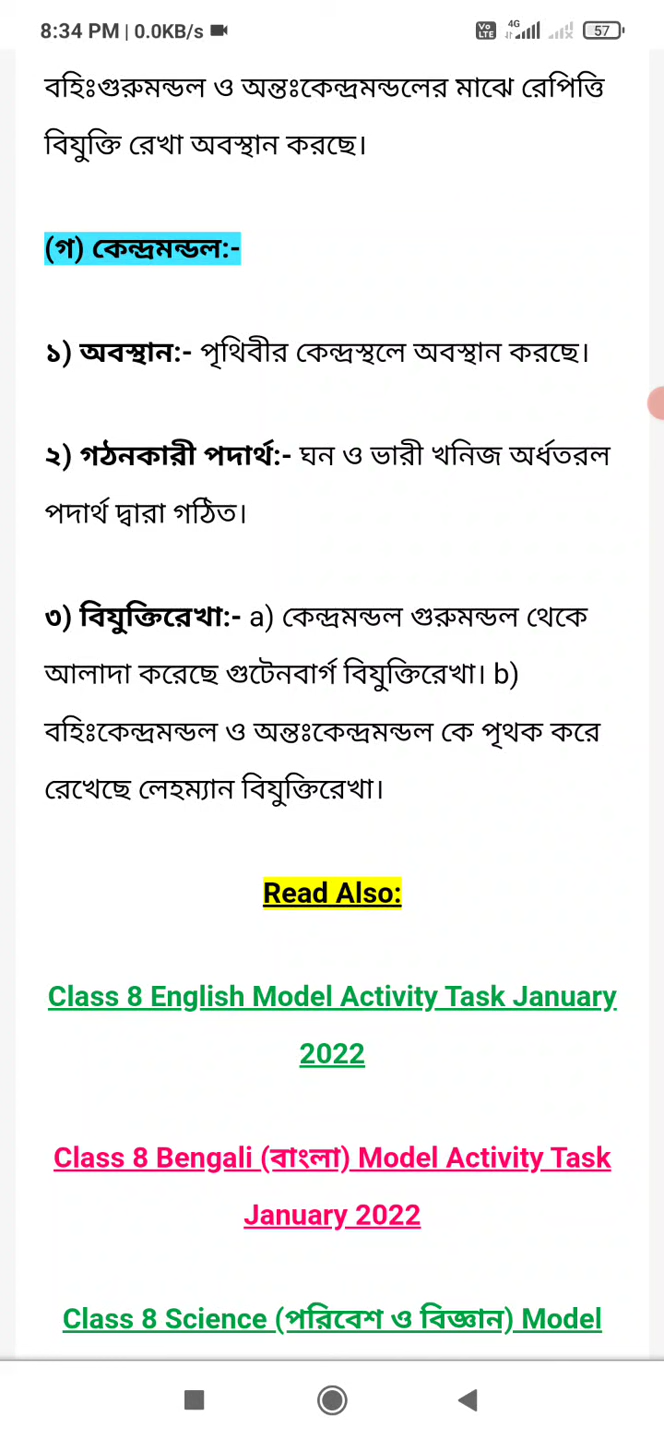 8:34 PM | 0.0KB/s
Vo LTE 4G 57
বহিঃগুরুমন্ডল ও অন্তঃকেন্দ্রমন্ডলের মাঝে রেপিত্তি
বিযুক্তি রেখা অবস্থান করছে।
(গ) কেন্দ্রমন্ডল:-
১) অবস্থান:- পৃথিবীর কেন্দ্রস্থলে অবস্থান করছে।
২) গঠনকারী পদার্থ:- ঘন ও ভারী খনিজ অর্ধতরল
পদার্থ দ্বারা গঠিত।
৩) বিযুক্তিরেখা:- a) কেন্দ্রমন্ডল গুরুমন্ডল থেকে
আলাদা করেছে গুটেনবার্গ বিযুক্তিরেখা। b)
বহিঃকেন্দ্রমন্ডল ও অন্তঃকেন্দ্রমন্ডল কে পৃথক করে
রেখেছে লেহম্যান বিযুক্তিরেখা।
Read Also:
Class 8 English Model Activity Task January
2022
Class 8 Bengali (বাংলা) Model Activity Task
January 2022
Class 8 Science (পরিবেশ ও বিজ্ঞান) Model